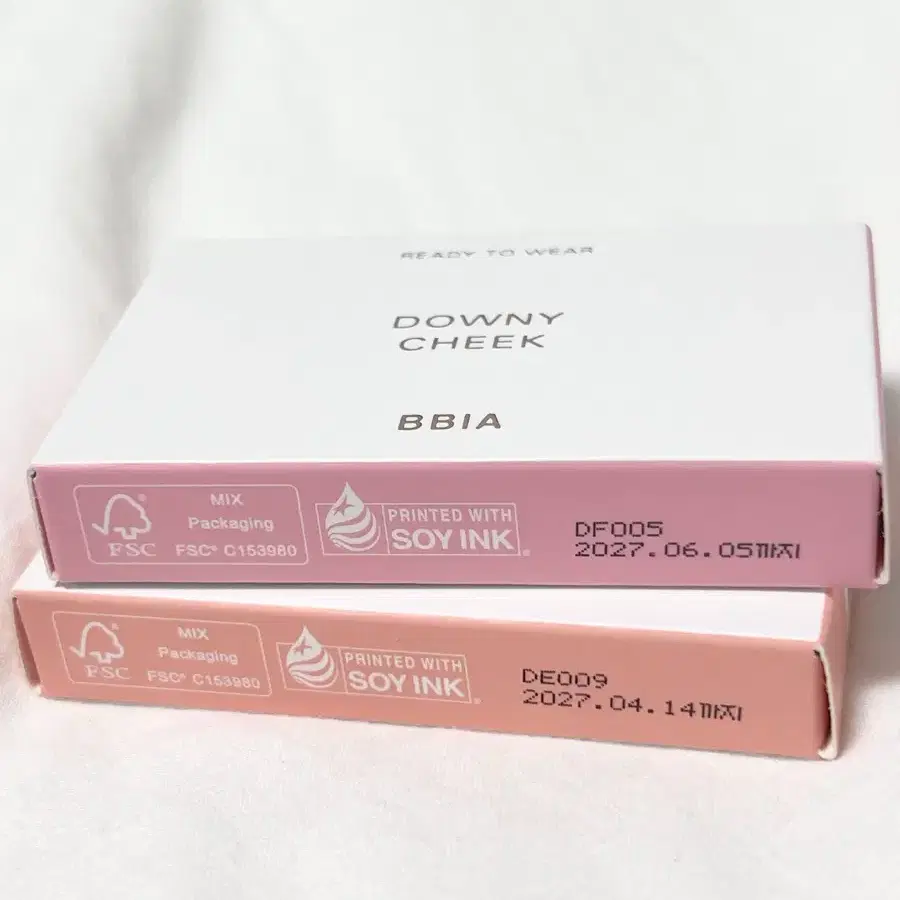 READY TO WEAR
DOWNY
CHEEK
BBIA
FSC®
MIX
Packaging
FSC® C153980
PRINTED WITH
SOY INK
DF005
2027.06.05까지
FSC
MIX
Packaging
FSC® C153980
PRINTED WITH
SOY INK
DE009
2027.04.14까지